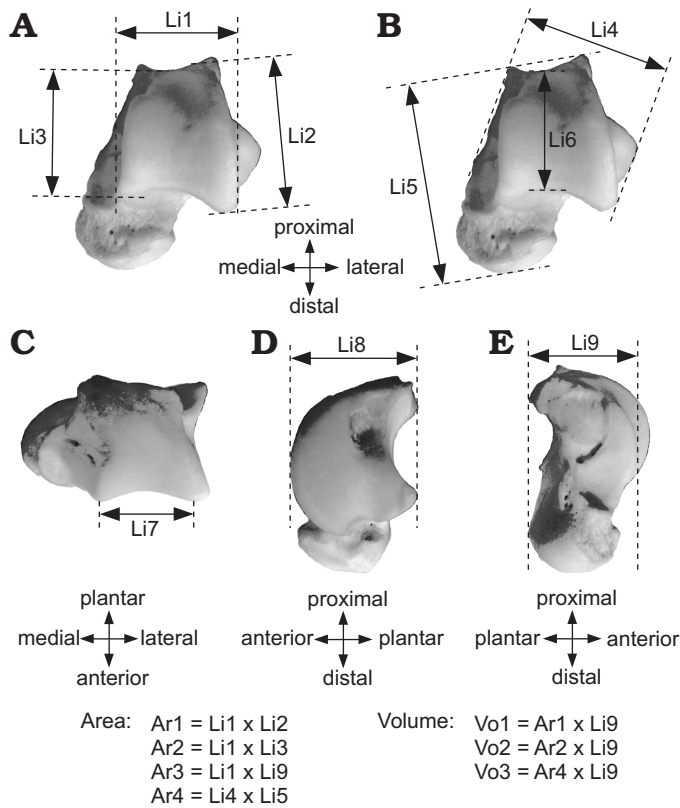 A
Li1
Li3
Li2
B
Li4
Li5
Li6
proximal
medial lateral
distal
C
D
Li8
E
Li9
Li7
plantar
medial lateral
anterior
proximal
anterior plantar
distal
proximal
plantar anterior
distal
Area: Ar1 = Li1 x Li2
Ar2 = Li1 x Li3
Ar3 = Li1 x Li9
Ar4 = Li4 x Li5
Volume: Vo1 = Ar1 x Li9
Vo2 = Ar2 x Li9
Vo3 = Ar4 x Li9